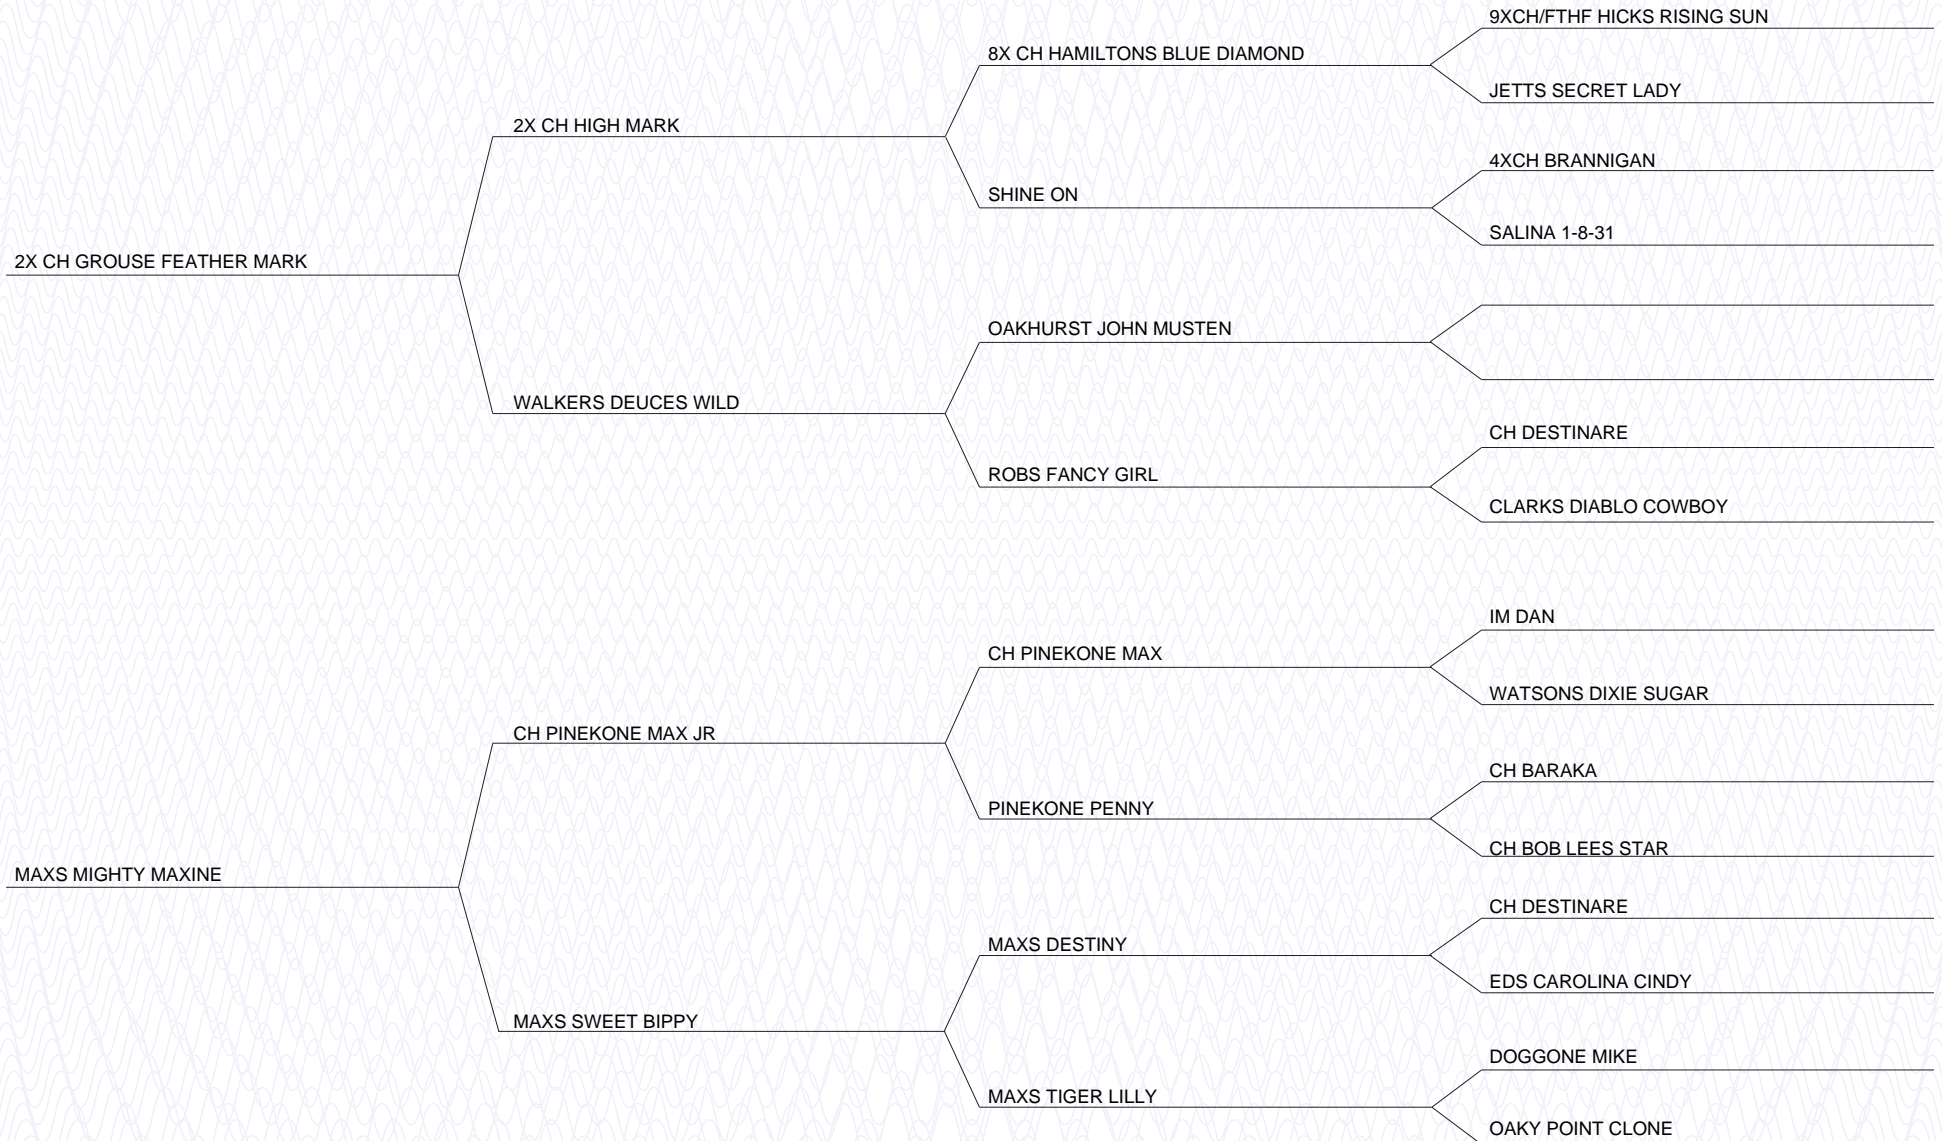 9XCH/FTHF HICKS RISING SUN
8X CH HAMILTONS BLUE DIAMOND
JETTS SECRET LADY
2X CH HIGH MARK
4XCH BRANNIGAN
SHINE ON
SALINA 1-8-31
2X CH GROUSE FEATHER MARK
OAKHURST JOHN MUSTEN
WALKERS DEUCES WILD
CH DESTINARE
ROBS FANCY GIRL
CLARKS DIABLO COWBOY
IM DAN
CH PINEKONE MAX
WATSONS DIXIE SUGAR
CH PINEKONE MAX JR
CH BARAKA
PINEKONE PENNY
CH BOB LEES STAR
MAXS MIGHTY MAXINE
CH DESTINARE
MAXS DESTINY
EDS CAROLINA CINDY
MAXS SWEET BIPPY
DOGGONE MIKE
MAXS TIGER LILLY
OAKY POINT CLONE